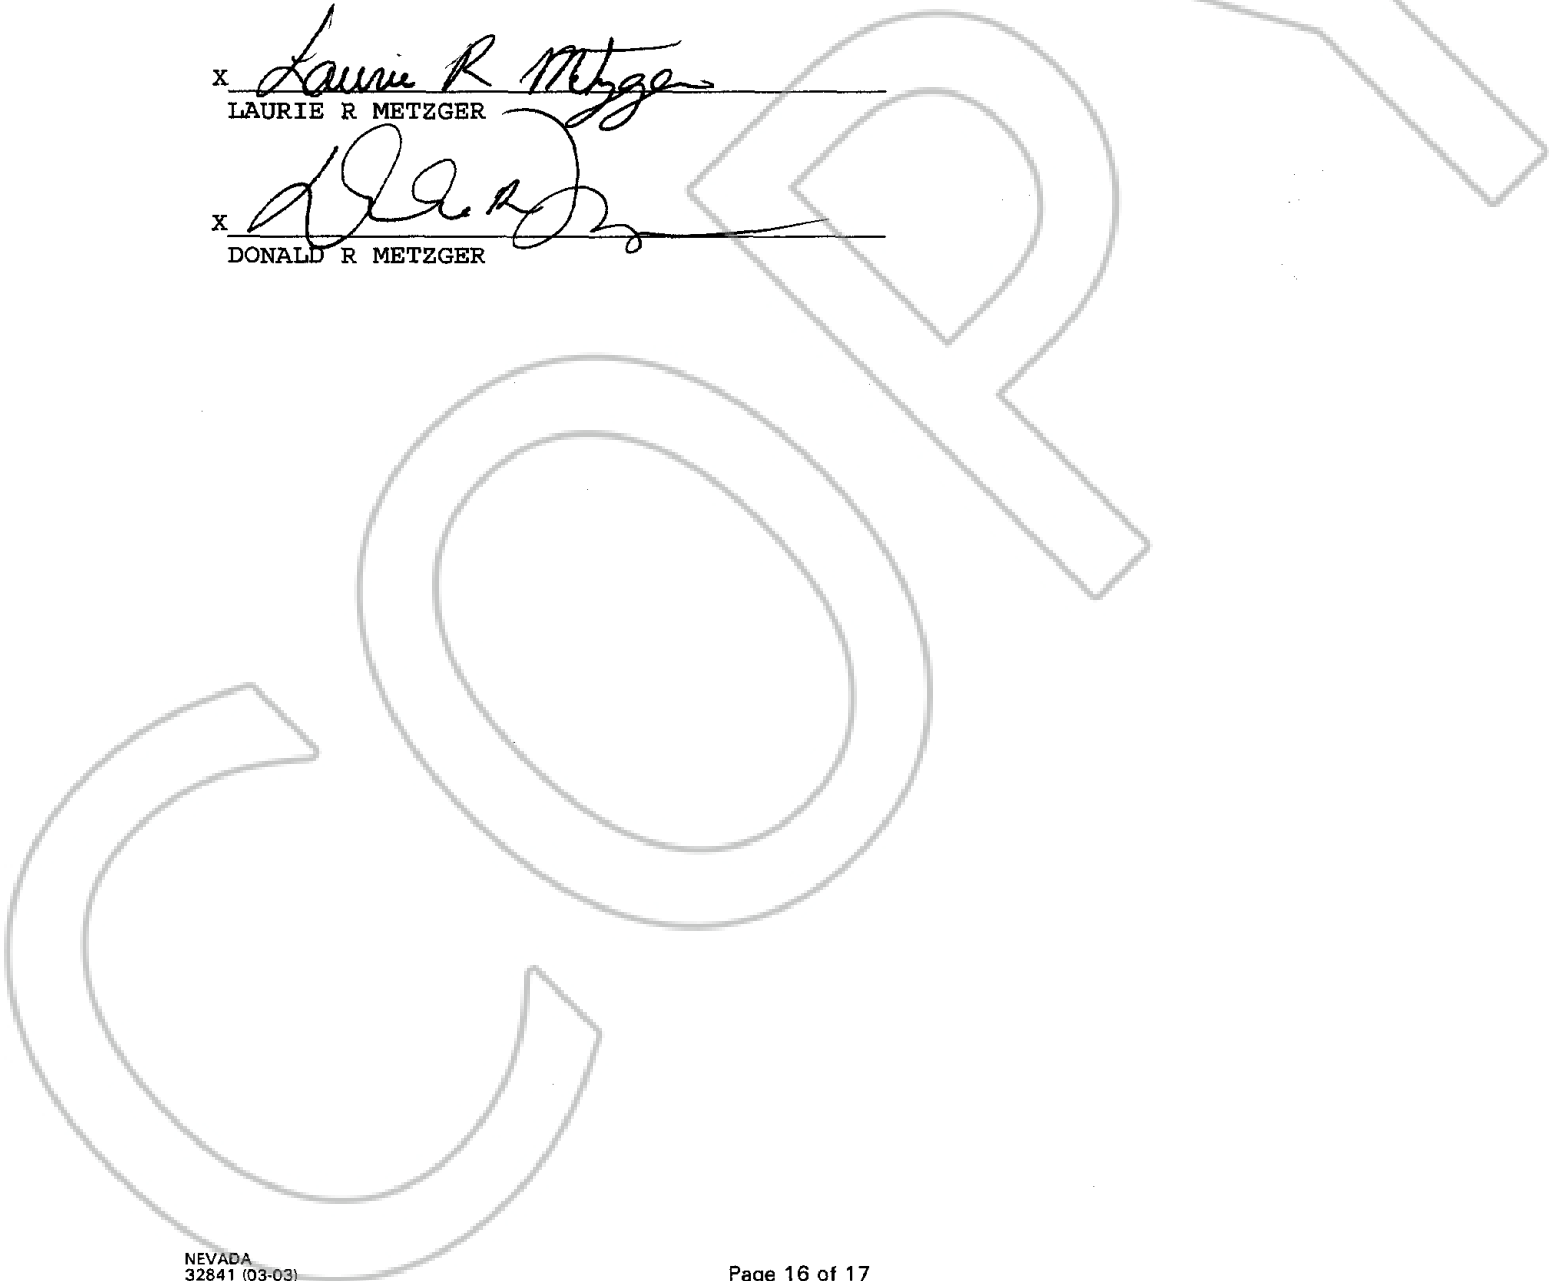 X Laurie R Metzger
LAURIE R METZGER
X
DONALD R METZGER
COPY
NEVADA
32841 (03-03)
Page 16 of 17